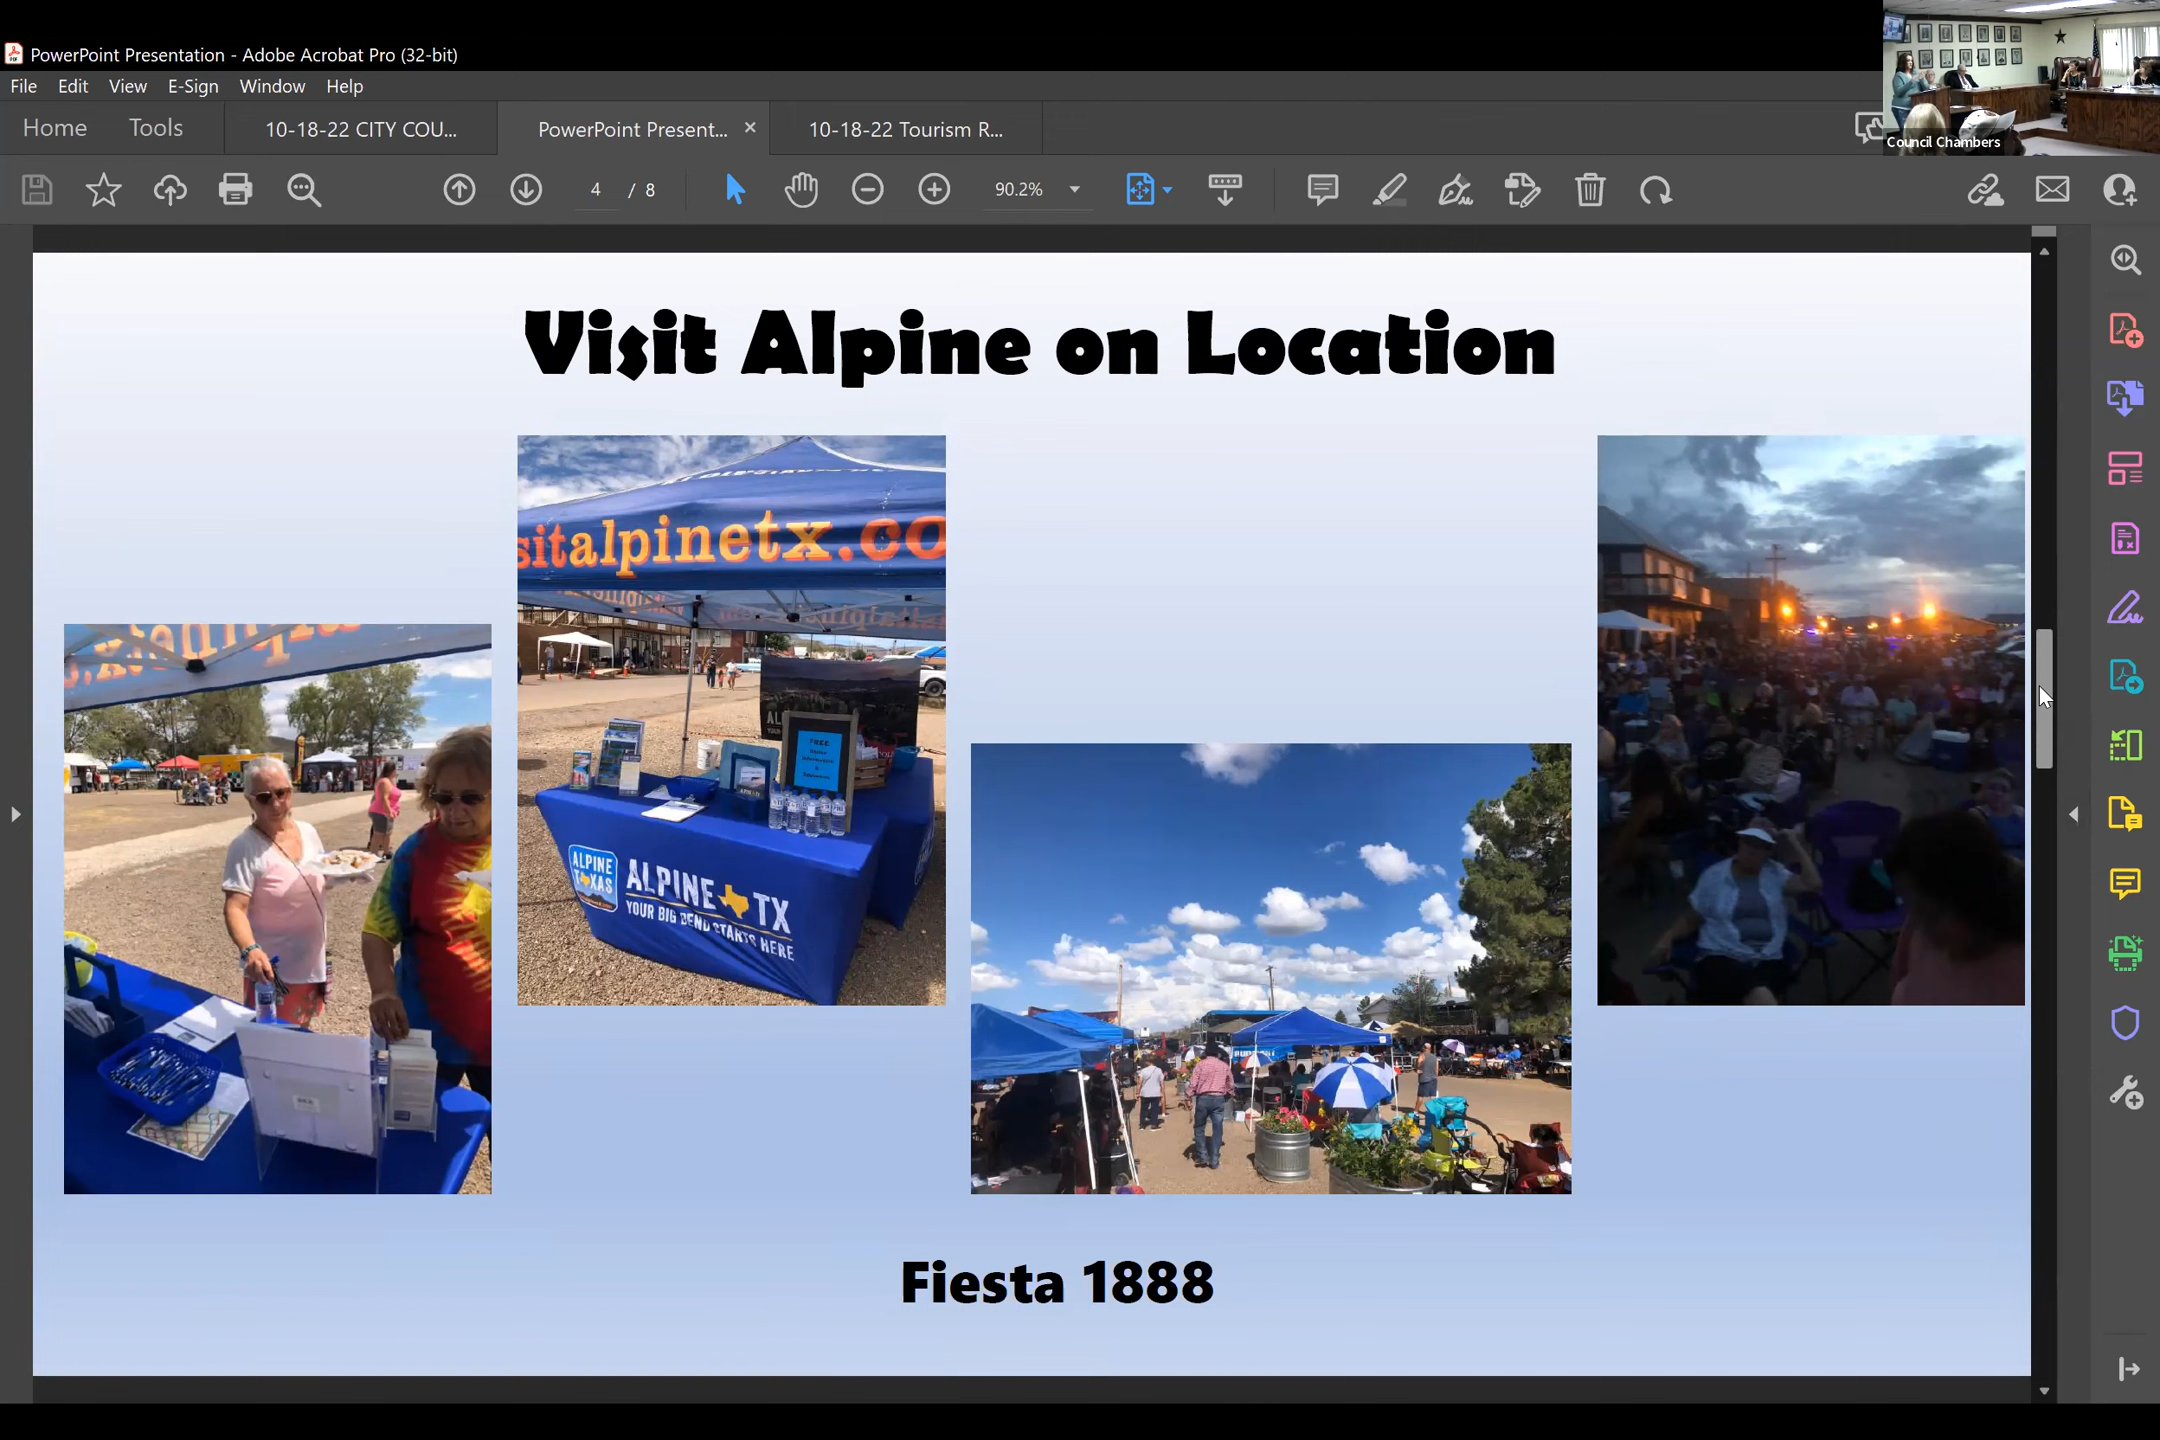 PowerPoint Presentation - Adobe Acrobat Pro (32-bit)
File Edit View E-Sign Window Help
Home Tools 10-18-22 CITY COU... PowerPoint Present... 10-18-22 Tourism R...
Council Chambers
4 / 8 90.2%
Visit Alpine on Location
sitalpinetx.co
FREE
ALPINE
TEXAS
ALPINE TX
YOUR BIG BEND STARTS HERE
Fiesta 1888